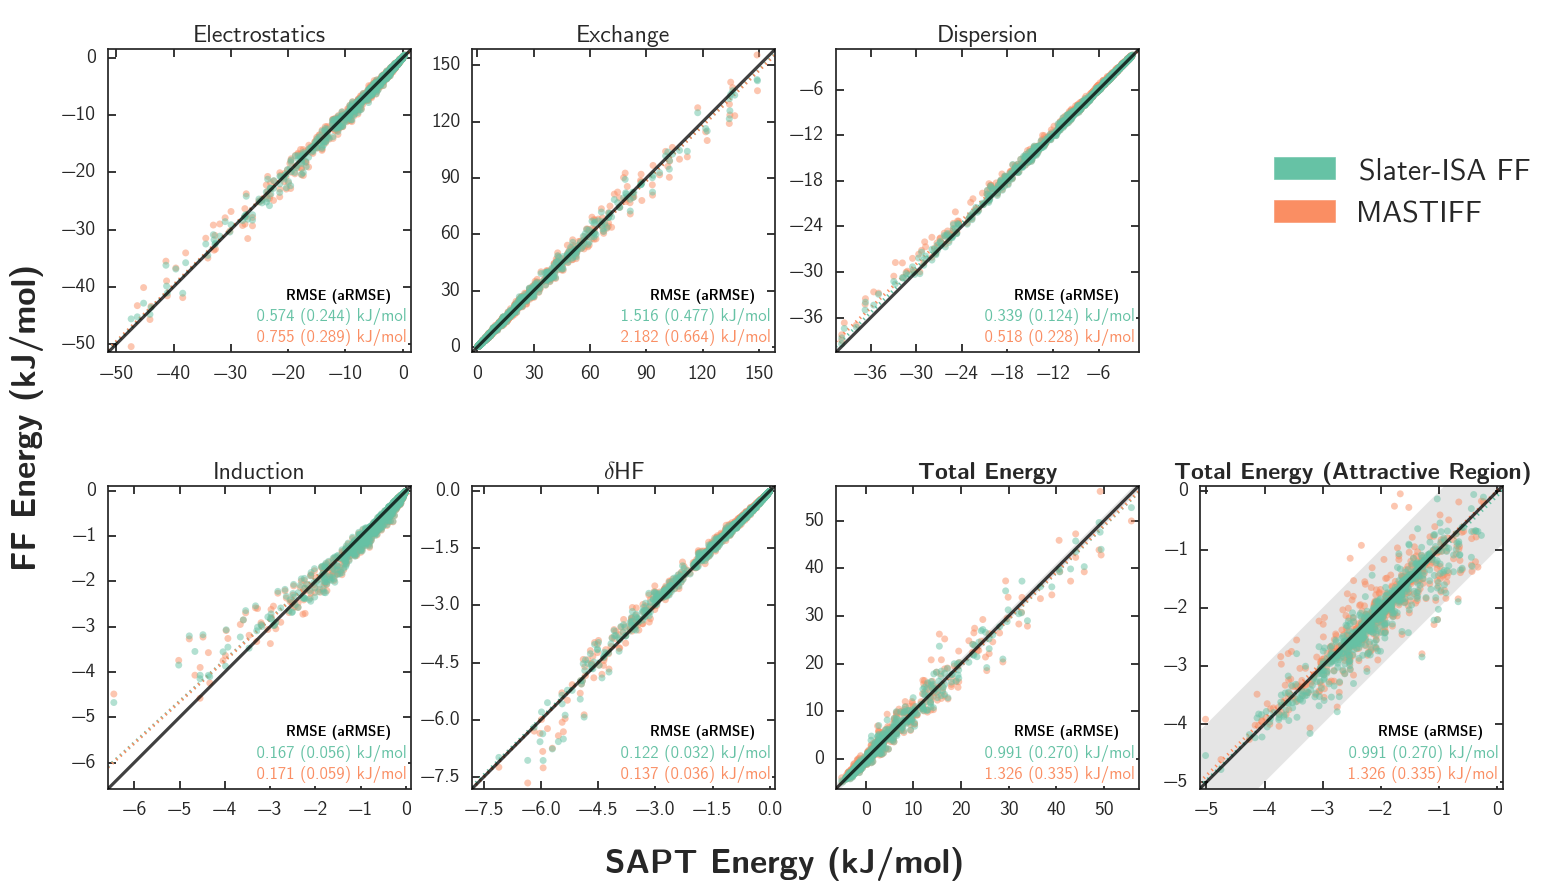 Electrostatics
0
−10
−20
−30
−40
−50
−50 −40 −30 −20 −10 0
RMSE (aRMSE)
0.574 (0.244) kJ/mol
0.755 (0.289) kJ/mol
Exchange
150
120
90
60
30
0
0 30 60 90 120 150
RMSE (aRMSE)
1.516 (0.477) kJ/mol
2.182 (0.664) kJ/mol
Dispersion
−6
−12
−18
−24
−30
−36
−36 −30 −24 −18 −12 −6
RMSE (aRMSE)
0.339 (0.124) kJ/mol
0.518 (0.228) kJ/mol
Slater-ISA FF
MASTIFF
FF Energy (kJ/mol)
Induction
0
−1
−2
−3
−4
−5
−6
−6 −5 −4 −3 −2 −1 0
RMSE (aRMSE)
0.167 (0.056) kJ/mol
0.171 (0.059) kJ/mol
δHF
0.0
−1.5
−3.0
−4.5
−6.0
−7.5
−7.5 −6.0 −4.5 −3.0 −1.5 0.0
RMSE (aRMSE)
0.122 (0.032) kJ/mol
0.137 (0.036) kJ/mol
Total Energy
50
40
30
20
10
0
0 10 20 30 40 50
RMSE (aRMSE)
0.991 (0.270) kJ/mol
1.326 (0.335) kJ/mol
Total Energy (Attractive Region)
0
−1
−2
−3
−4
−5
−5 −4 −3 −2 −1 0
RMSE (aRMSE)
0.991 (0.270) kJ/mol
1.326 (0.335) kJ/mol
SAPT Energy (kJ/mol)